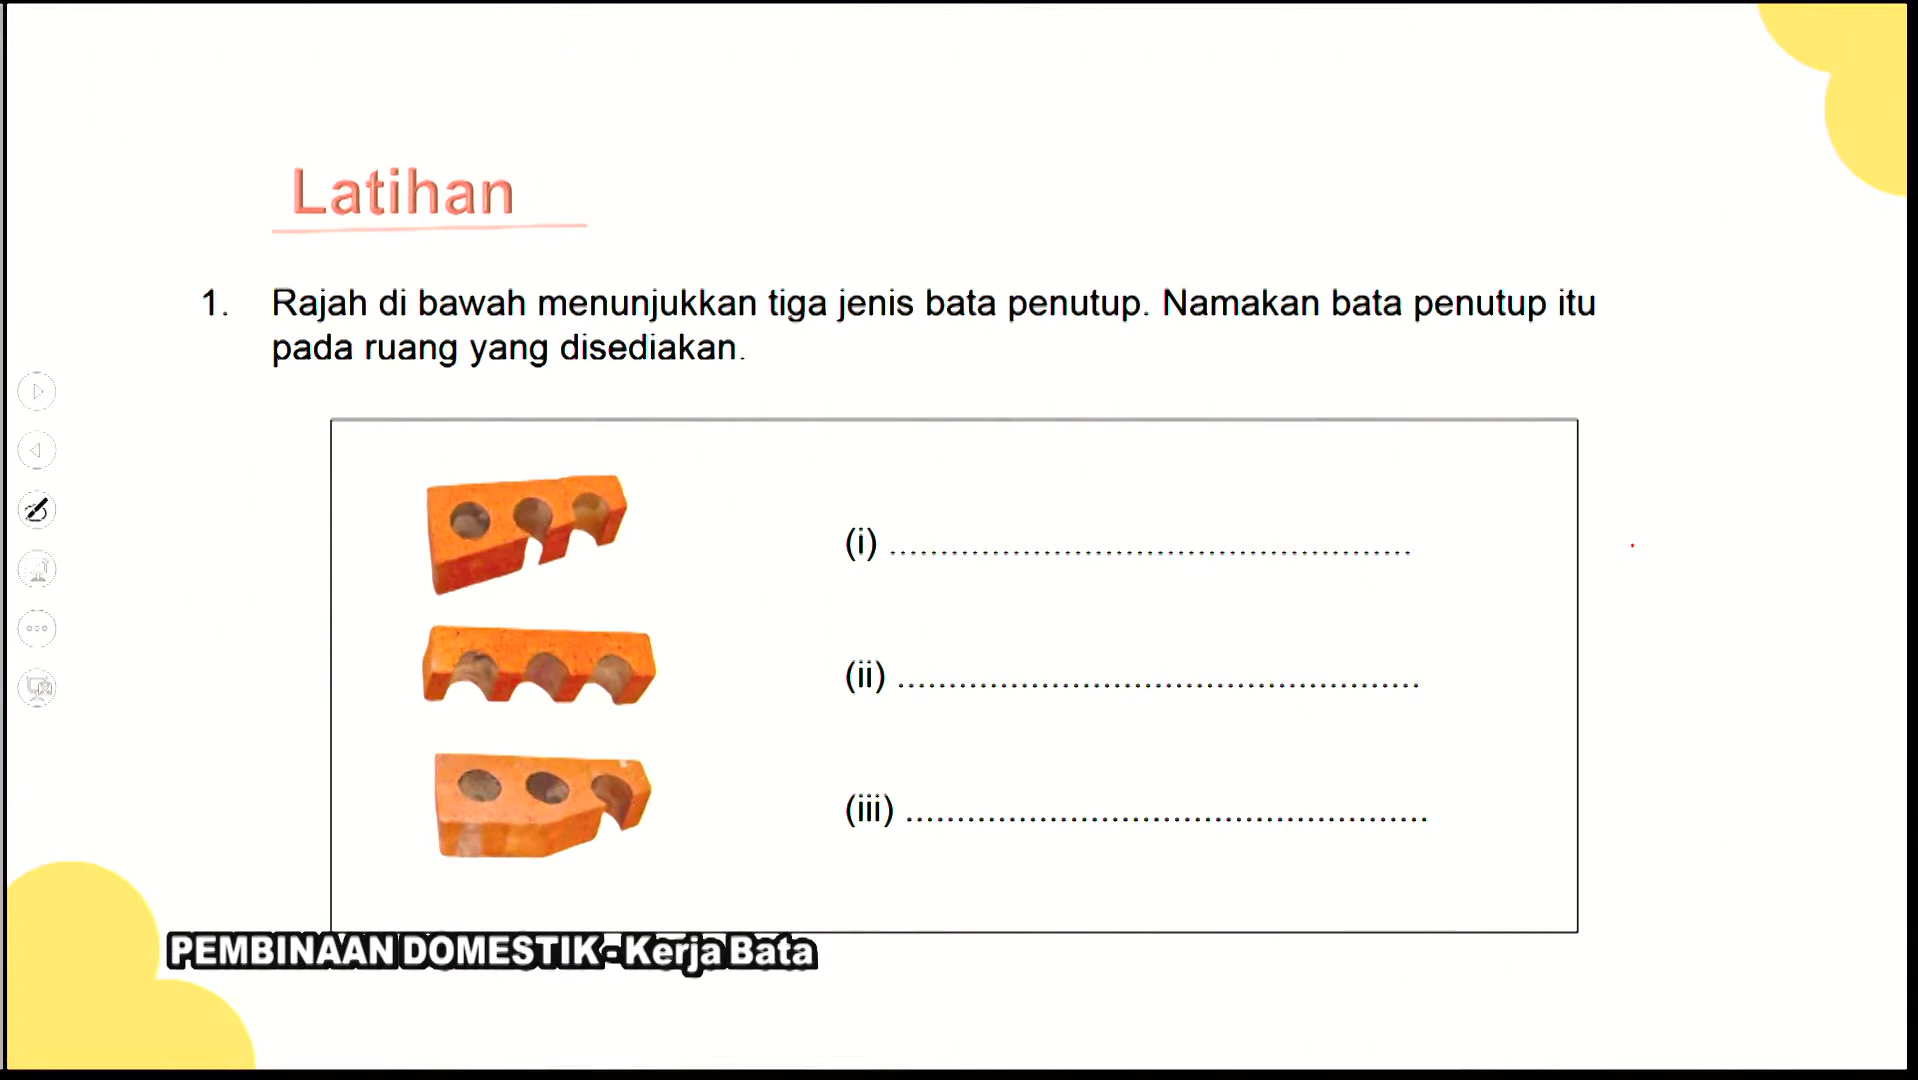 Latihan
1. Rajah di bawah menunjukkan tiga jenis bata penutup. Namakan bata penutup itu
pada ruang yang disediakan.
(i) ....................................................
(ii) ....................................................
(iii) ....................................................
PEMBINAAN DOMESTIK - Kerja Bata